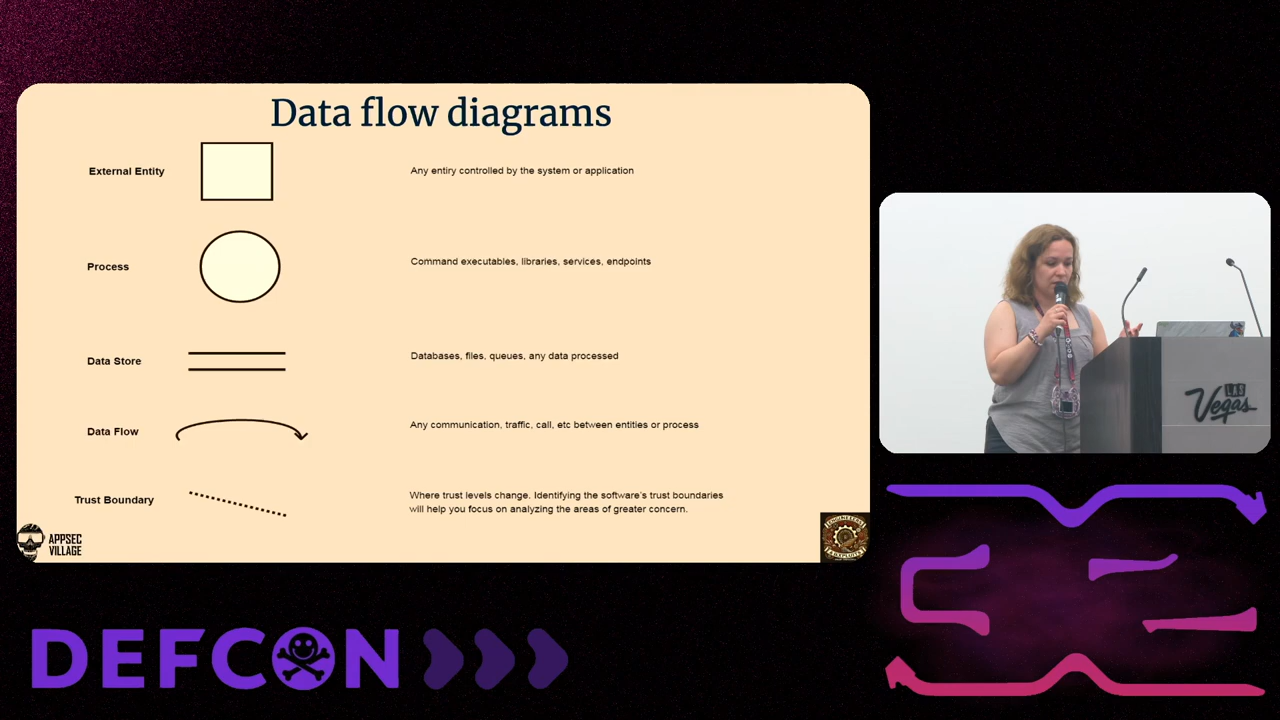 Data flow diagrams
External Entity
Any entiry controlled by the system or application
Process
Command executables, libraries, services, endpoints
Data Store
Databases, files, queues, any data processed
Data Flow
Any communication, traffic, call, etc between entities or process
Trust Boundary
Where trust levels change. Identifying the software's trust boundaries
will help you focus on analyzing the areas of greater concern.
APPSEC
VILLAGE
LAS
Vegas
DEFCON